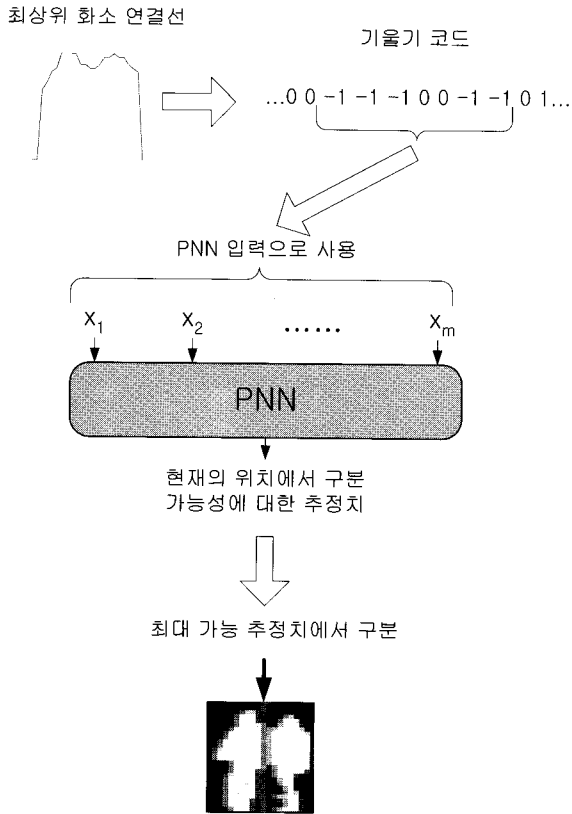 최상위 화소 연결선
기울기 코드
...0 0 -1 -1 -1 0 0 -1 -1 0 1...
PNN 입력으로 사용
x1 x2 ...... xm
PNN
현재의 위치에서 구분
가능성에 대한 추정치
최대 가능 추정치에서 구분